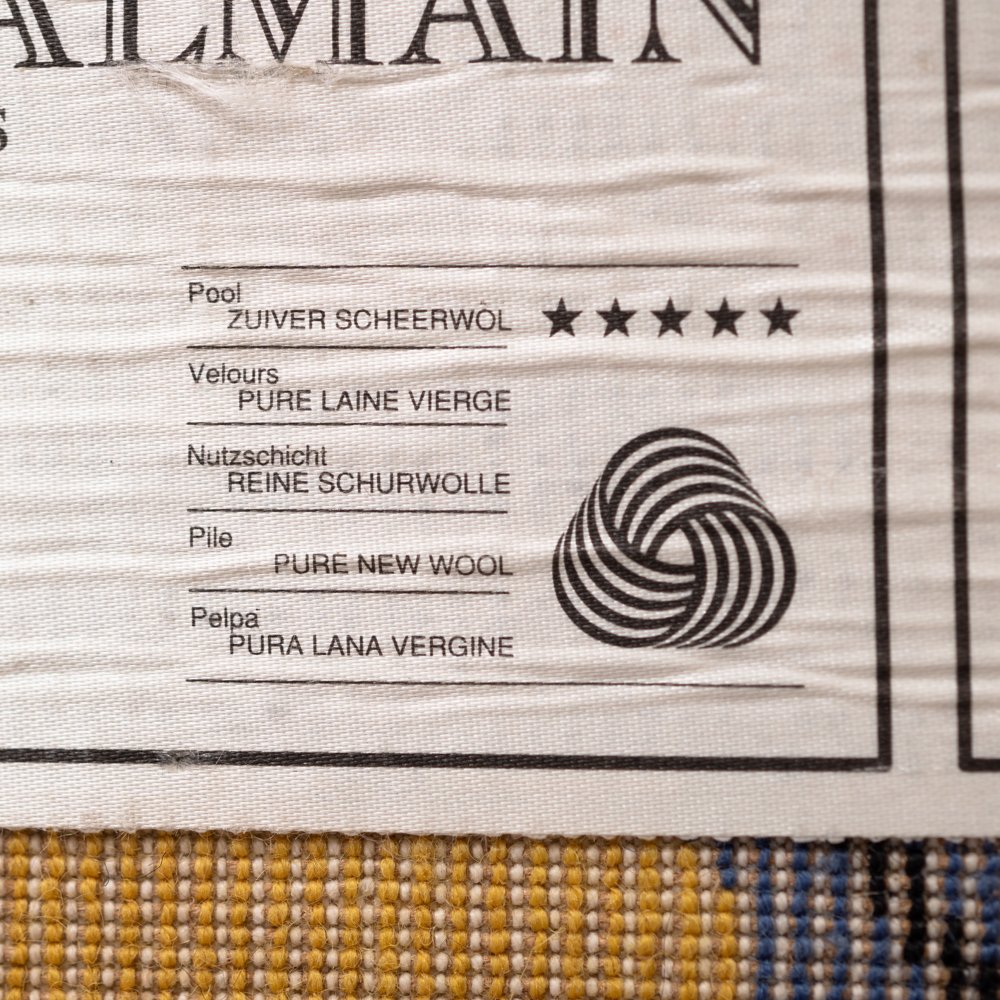 ALMAIN
S
Pool
ZUIVER SCHEERWOL
★★★★★
Velours
PURE LAINE VIERGE
Nutzschicht
REINE SCHURWOLLE
Pile
PURE NEW WOOL
Pelpa
PURA LANA VERGINE